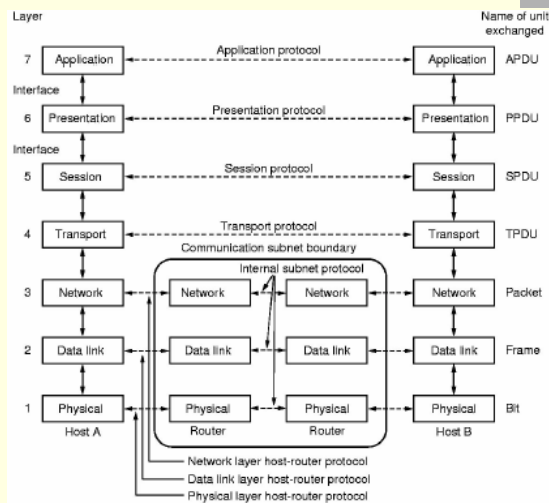 Layer
Name of unit
exchanged
Application protocol
7 Application Application APDU
Interface
Presentation protocol
6 Presentation Presentation PPDU
Interface
Session protocol
5 Session Session SPDU
Transport protocol
4 Transport Transport TPDU
Communication subnet boundary
Internal subnet protocol
3 Network Network Network Network Packet
2 Data link Data link Data link Data link Frame
1 Physical Physical Physical Physical Bit
Host A Router Router Host B
Network layer host-router protocol
Data link layer host-router protocol
Physical layer host-router protocol